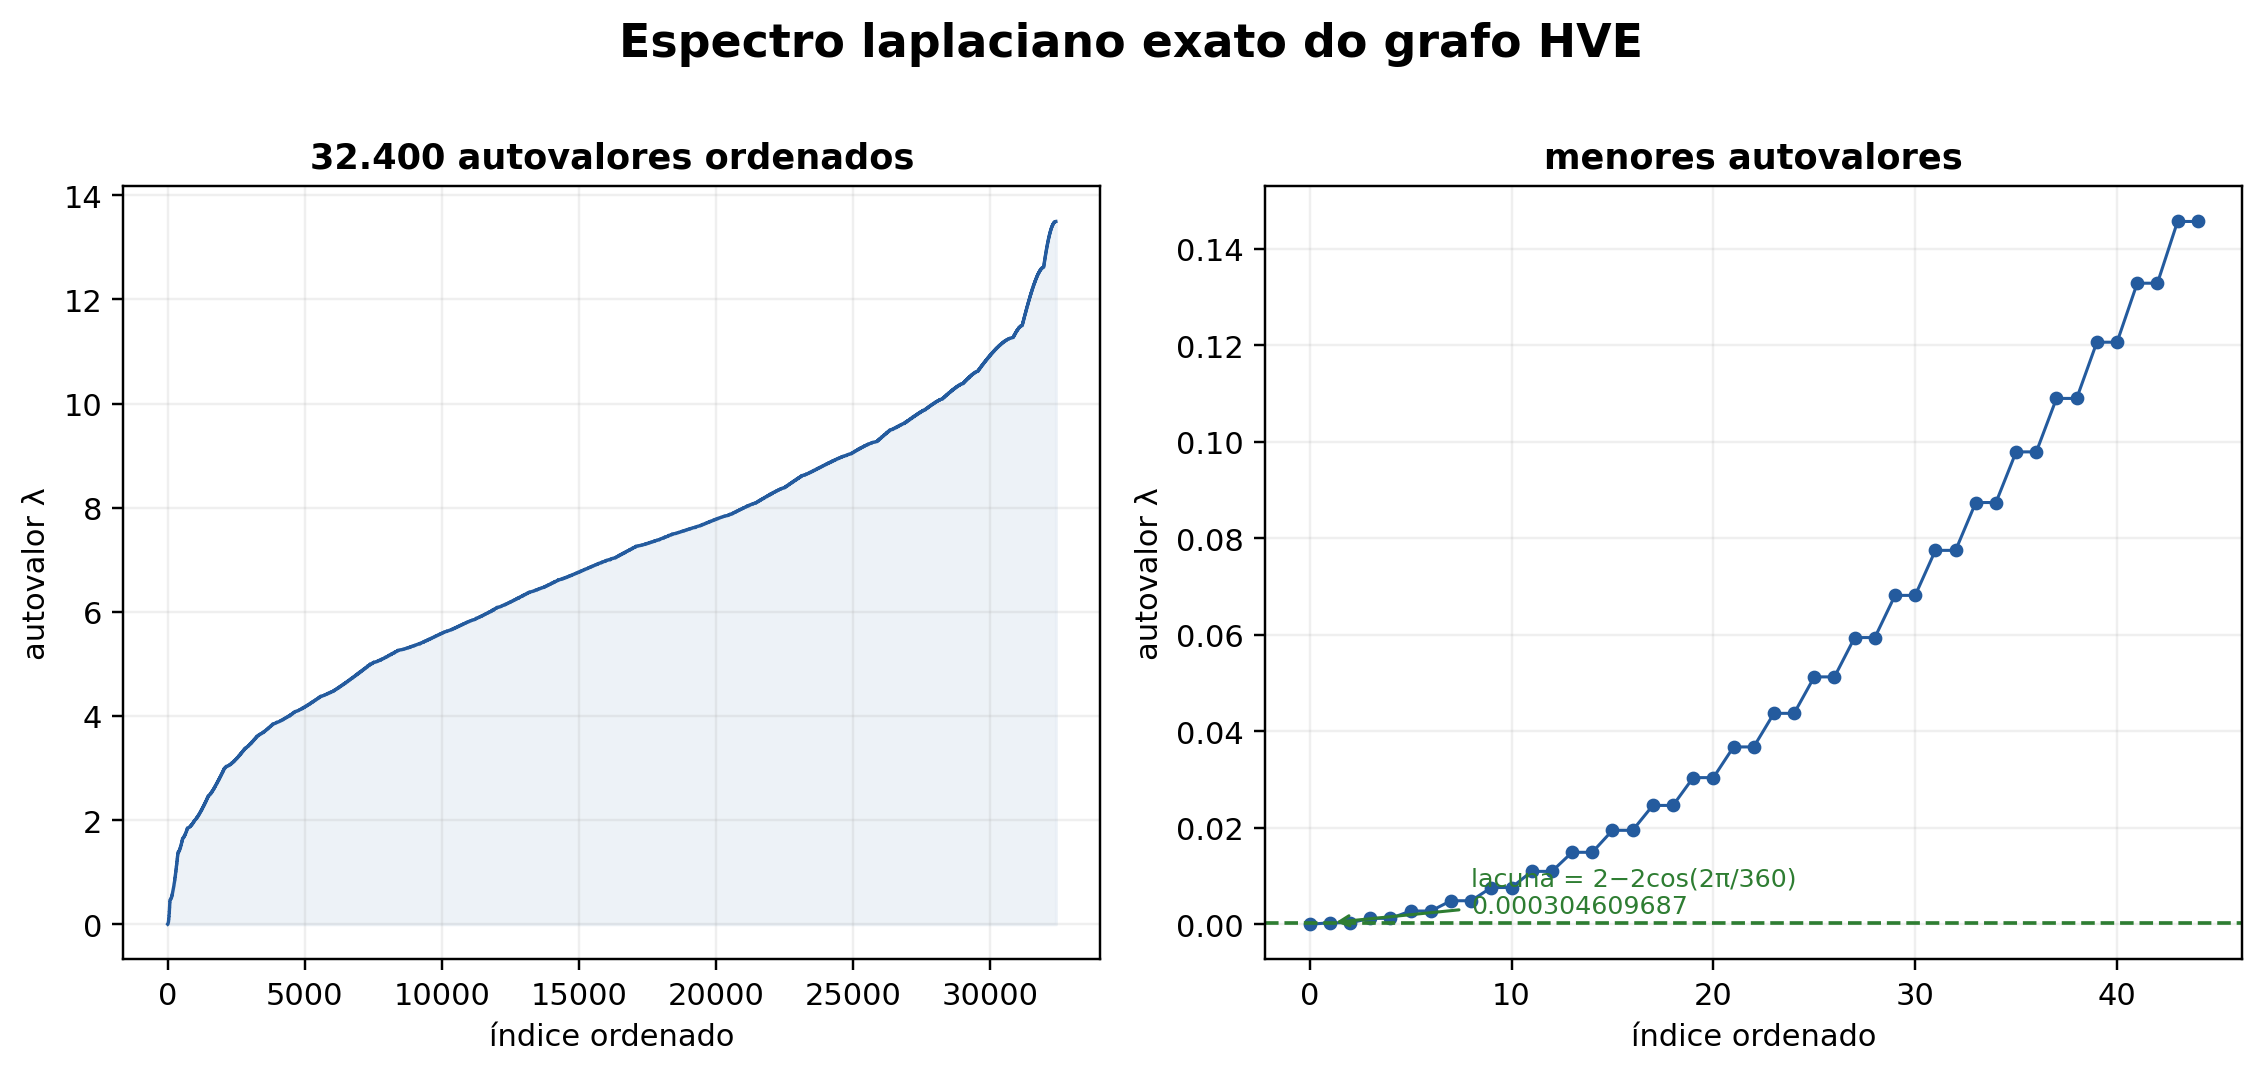 Espectro laplaciano exato do grafo HVE
32.400 autovalores ordenados
autovalor λ
14
12
10
8
6
4
2
0
0 5000 10000 15000 20000 25000 30000
índice ordenado
menores autovalores
autovalor λ
0.14
0.12
0.10
0.08
0.06
0.04
0.02
0.00
lacuna = 2−2cos(2π/360)
0.000304609687
0 10 20 30 40
índice ordenado